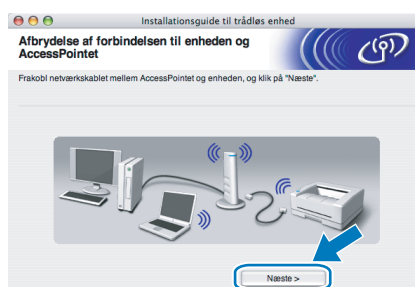 Installationsguide til trådløs enhed
Afbrydelse af forbindelsen til enheden og
AccessPointet
Frakobl netværkskablet mellem AccessPointet og enheden, og klik på "Næste".
Næste >